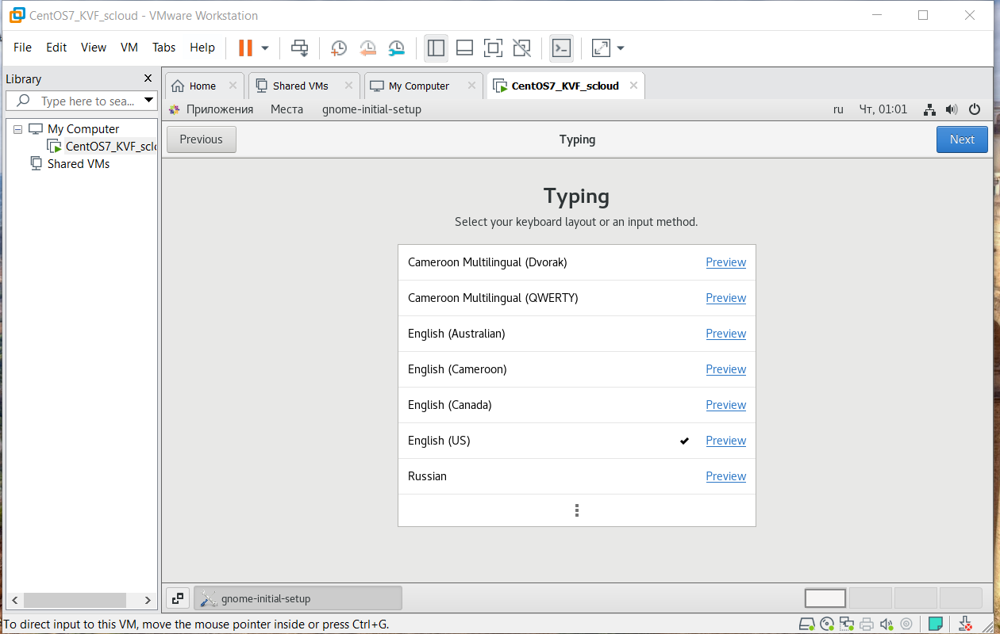 CentOS7_KVF_scloud - VMware Workstation
File Edit View VM Tabs Help
Library
Type here to sea...
My Computer
CentOS7_KVF_sclo
Shared VMs
Home
Shared VMs
My Computer
CentOS7_KVF_scloud
Приложения Места gnome-initial-setup ru Чт, 01:01
Previous Typing Next
Typing
Select your keyboard layout or an input method.
Cameroon Multilingual (Dvorak) Preview
Cameroon Multilingual (QWERTY) Preview
English (Australian) Preview
English (Cameroon) Preview
English (Canada) Preview
English (US) Preview
Russian Preview
gnome-initial-setup
To direct input to this VM, move the mouse pointer inside or press Ctrl+G.